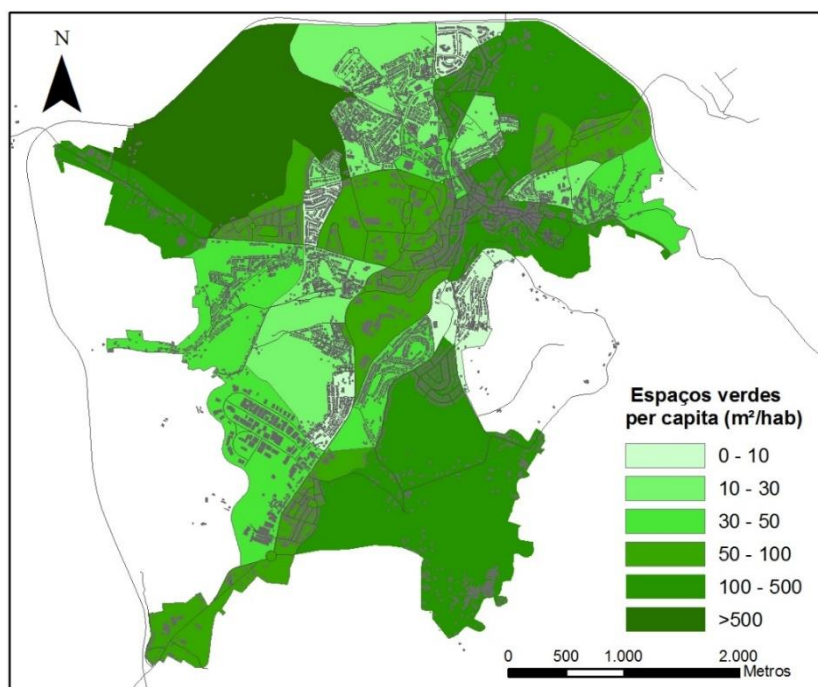 N
Espaços verdes
per capita (m²/hab)
0 - 10
10 - 30
30 - 50
50 - 100
100 - 500
>500
0 500 1.000 2.000
Metros